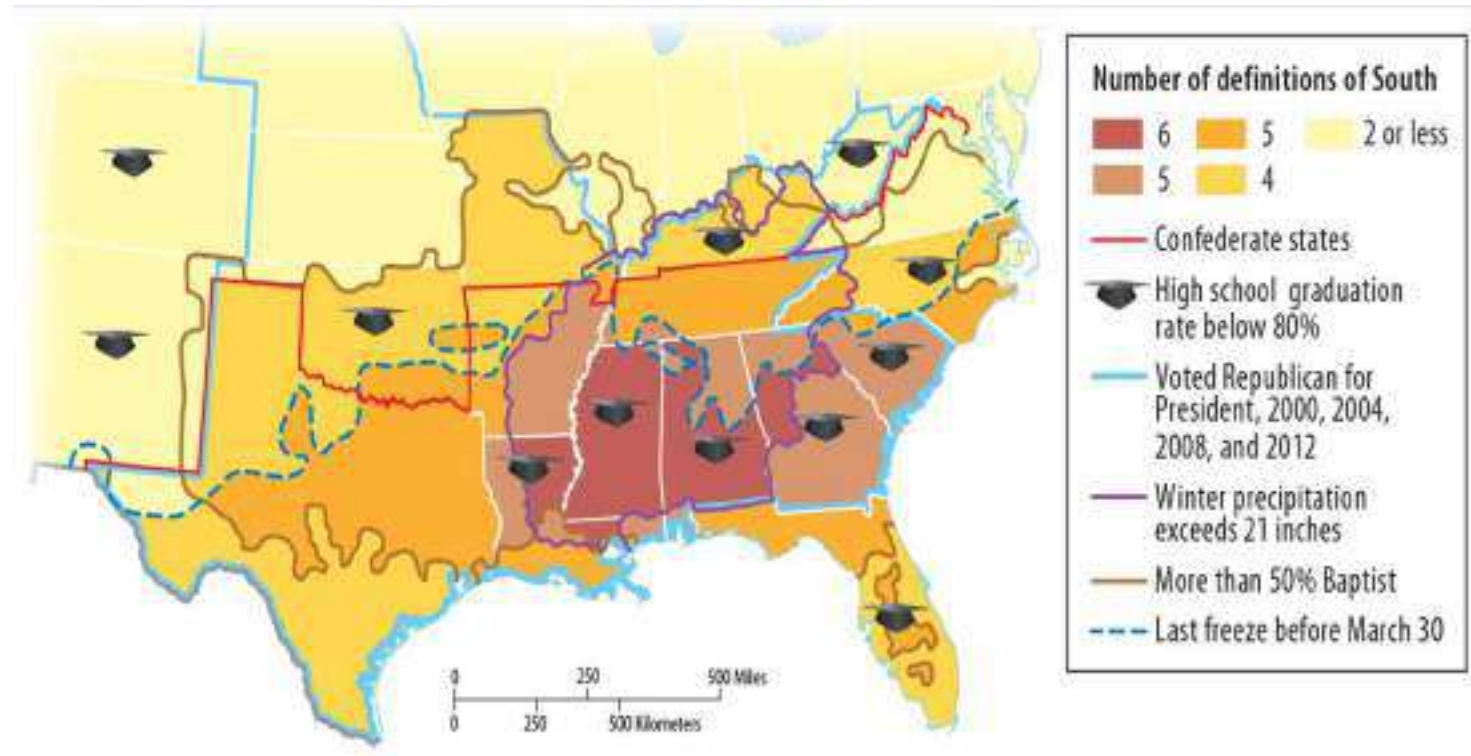 Number of definitions of South
6 5 2 or less
5 4
Confederate states
High school graduation
rate below 80%
Voted Republican for
President, 2000, 2004,
2008, and 2012
Winter precipitation
exceeds 21 inches
More than 50% Baptist
Last freeze before March 30
0 250 500 Miles
0 250 500 Kilometers